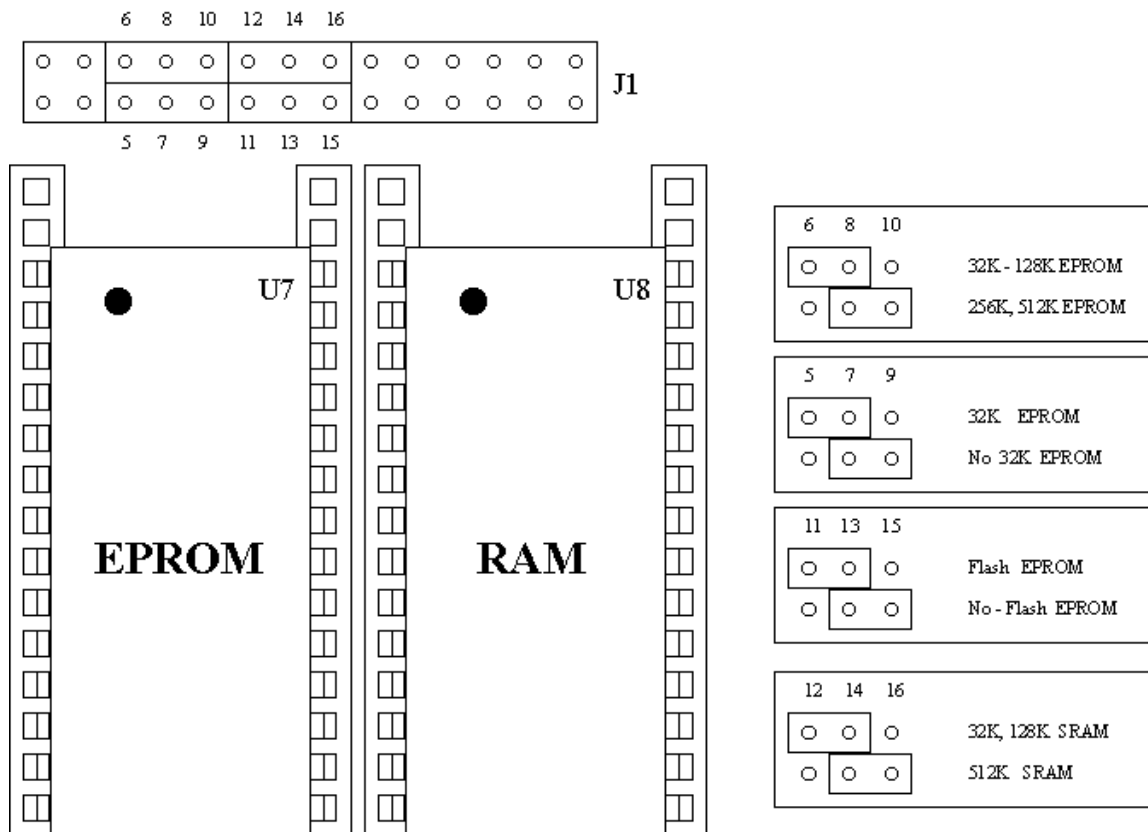 6 8 10 12 14 16
J1
5 7 9 11 13 15
U7
U8
EPROM
RAM
6 8 10
32K - 128K EPROM
256K, 512K EPROM
5 7 9
32K EPROM
No 32K EPROM
11 13 15
Flash EPROM
No - Flash EPROM
12 14 16
32K, 128K SRAM
512K SRAM